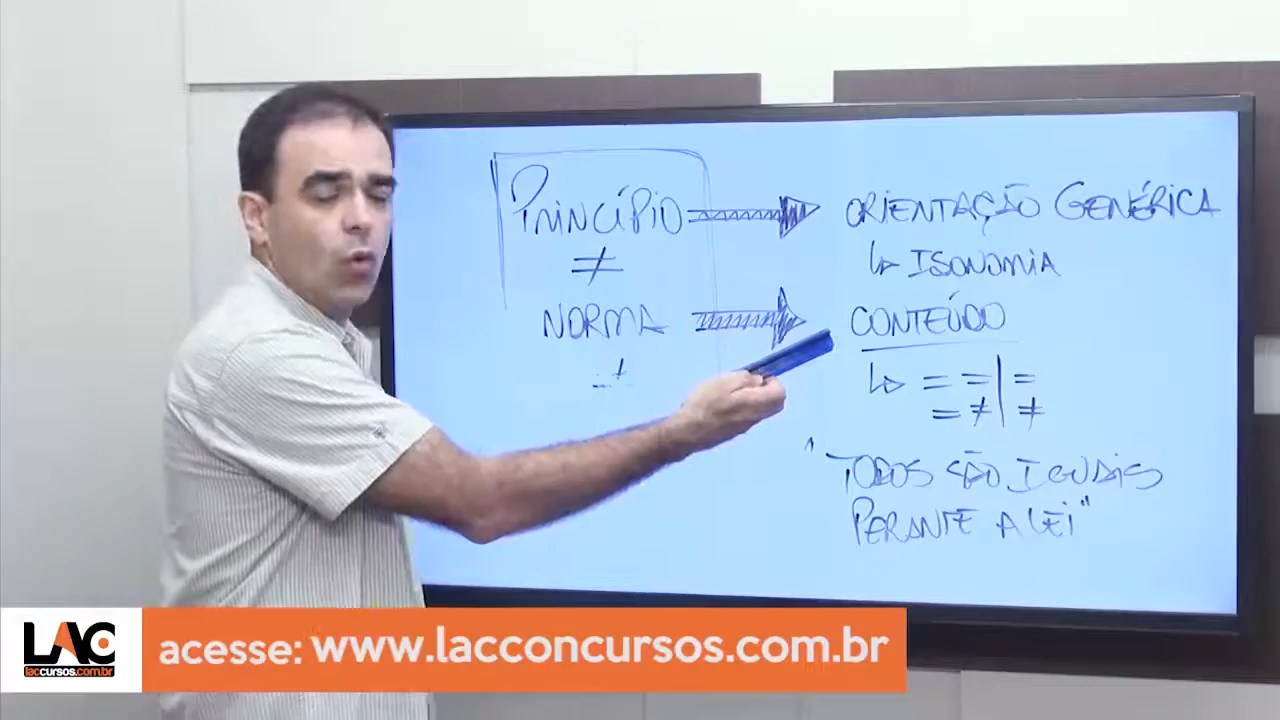 PRINCÍPIO → ORIENTAÇÃO GENÉRICA
≠ ↳ ISONOMIA
NORMA → CONTEÚDO
↳ = = | =
= ≠ | ≠
"TODOS SÃO IGUAIS
PERANTE A LEI"
LAC
laccursos.com.br
acesse: www.lacconcursos.com.br